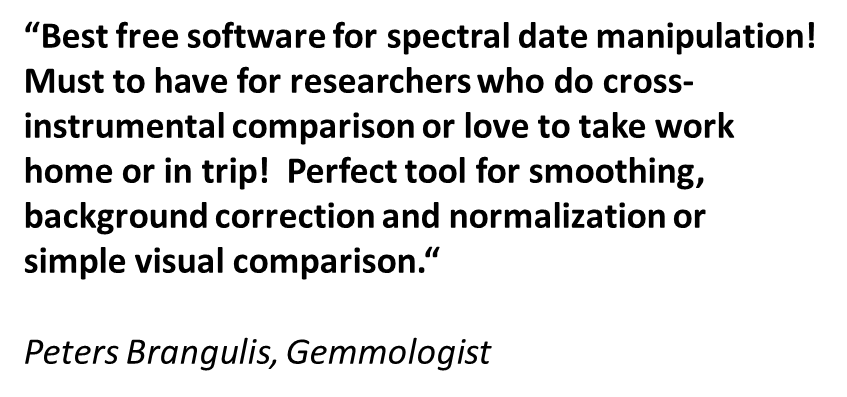 “Best free software for spectral date manipulation!
Must to have for researchers who do cross-
instrumental comparison or love to take work
home or in trip!  Perfect tool for smoothing,
background correction and normalization or
simple visual comparison.“
Peters Brangulis, Gemmologist